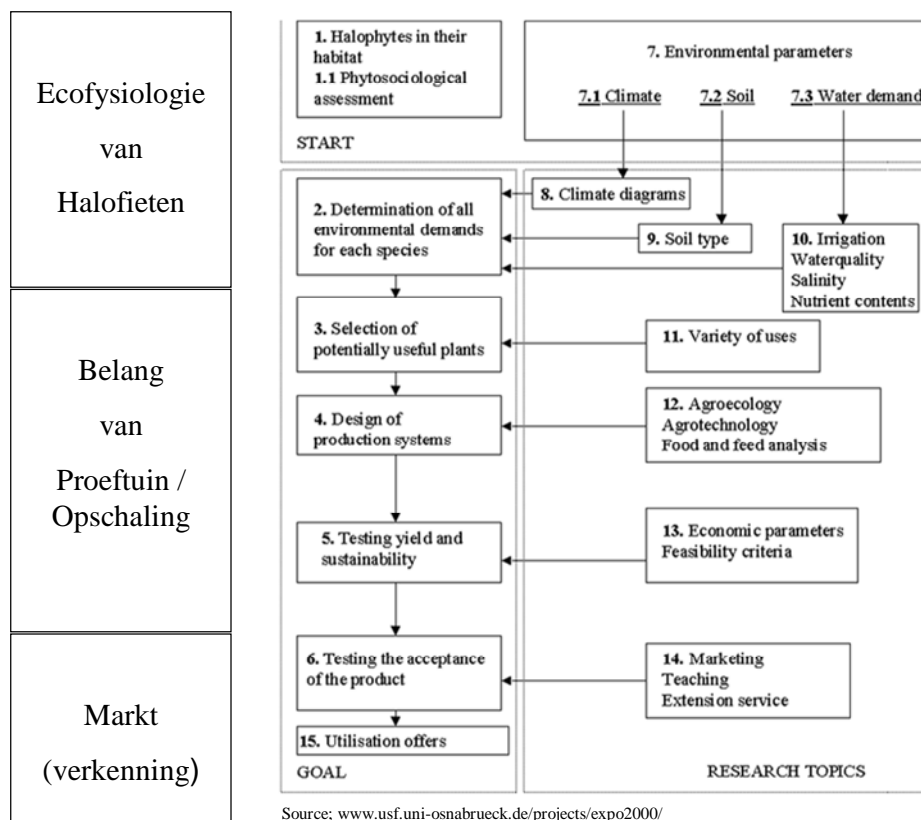 Ecofysiologie
van
Halofieten
Belang
van
Proeftuin /
Opschaling
Markt
(verkenning)
1. Halophytes in their
habitat
1.1 Phytosociological
assessment
START
7. Environmental parameters
7.1 Climate 7.2 Soil 7.3 Water demand
2. Determination of all
environmental demands
for each species
8. Climate diagrams
9. Soil type
10. Irrigation
Waterquality
Salinity
Nutrient contents
3. Selection of
potentially useful plants
11. Variety of uses
4. Design of
production systems
12. Agroecology
Agrotechnology
Food and feed analysis
5. Testing yield and
sustainability
13. Economic parameters
Feasibility criteria
6. Testing the acceptance
of the product
14. Marketing
Teaching
Extension service
15. Utilisation offers
GOAL
RESEARCH TOPICS
Source; www.usf.uni-osnabrueck.de/projects/expo2000/